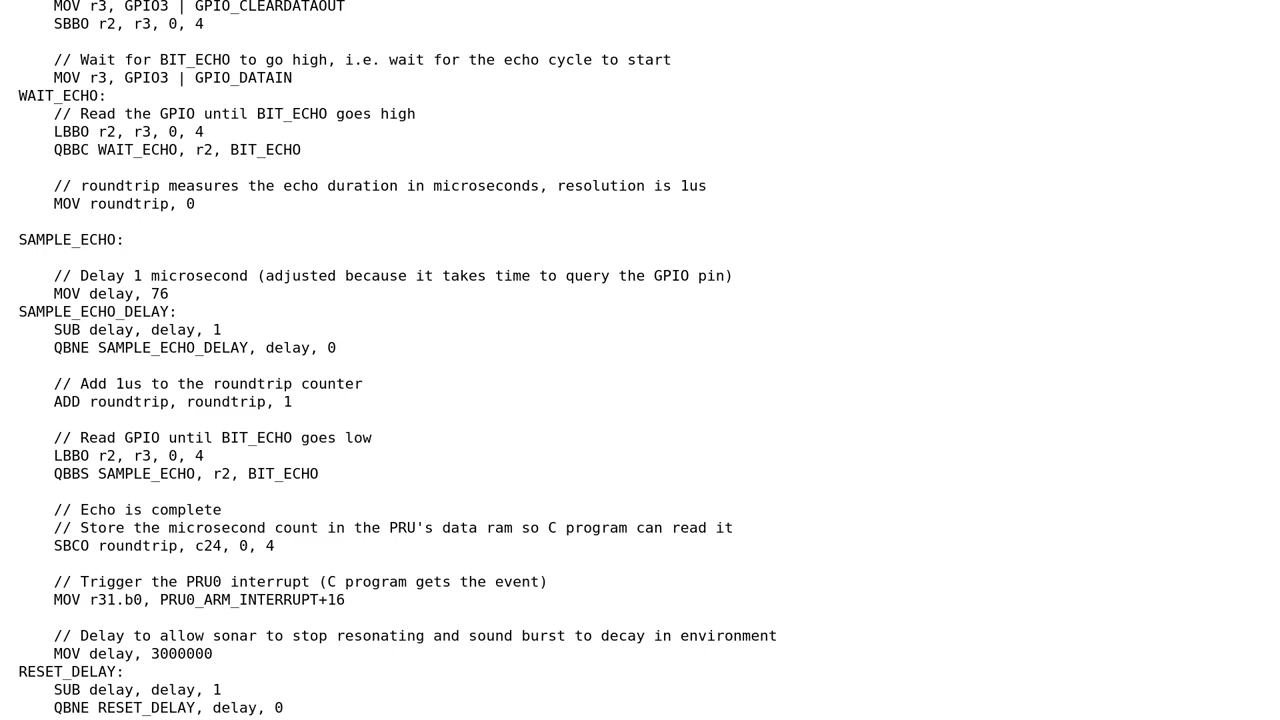 MOV r3, GPIO3 | GPIO_CLEARDATAOUT
SBBO r2, r3, 0, 4
// Wait for BIT_ECHO to go high, i.e. wait for the echo cycle to start
MOV r3, GPIO3 | GPIO_DATAIN
WAIT_ECHO:
// Read the GPIO until BIT_ECHO goes high
LBBO r2, r3, 0, 4
QBBC WAIT_ECHO, r2, BIT_ECHO
// roundtrip measures the echo duration in microseconds, resolution is 1us
MOV roundtrip, 0
SAMPLE_ECHO:
// Delay 1 microsecond (adjusted because it takes time to query the GPIO pin)
MOV delay, 76
SAMPLE_ECHO_DELAY:
SUB delay, delay, 1
QBNE SAMPLE_ECHO_DELAY, delay, 0
// Add 1us to the roundtrip counter
ADD roundtrip, roundtrip, 1
// Read GPIO until BIT_ECHO goes low
LBBO r2, r3, 0, 4
QBBS SAMPLE_ECHO, r2, BIT_ECHO
// Echo is complete
// Store the microsecond count in the PRU's data ram so C program can read it
SBCO roundtrip, c24, 0, 4
// Trigger the PRU0 interrupt (C program gets the event)
MOV r31.b0, PRU0_ARM_INTERRUPT+16
// Delay to allow sonar to stop resonating and sound burst to decay in environment
MOV delay, 3000000
RESET_DELAY:
SUB delay, delay, 1
QBNE RESET_DELAY, delay, 0